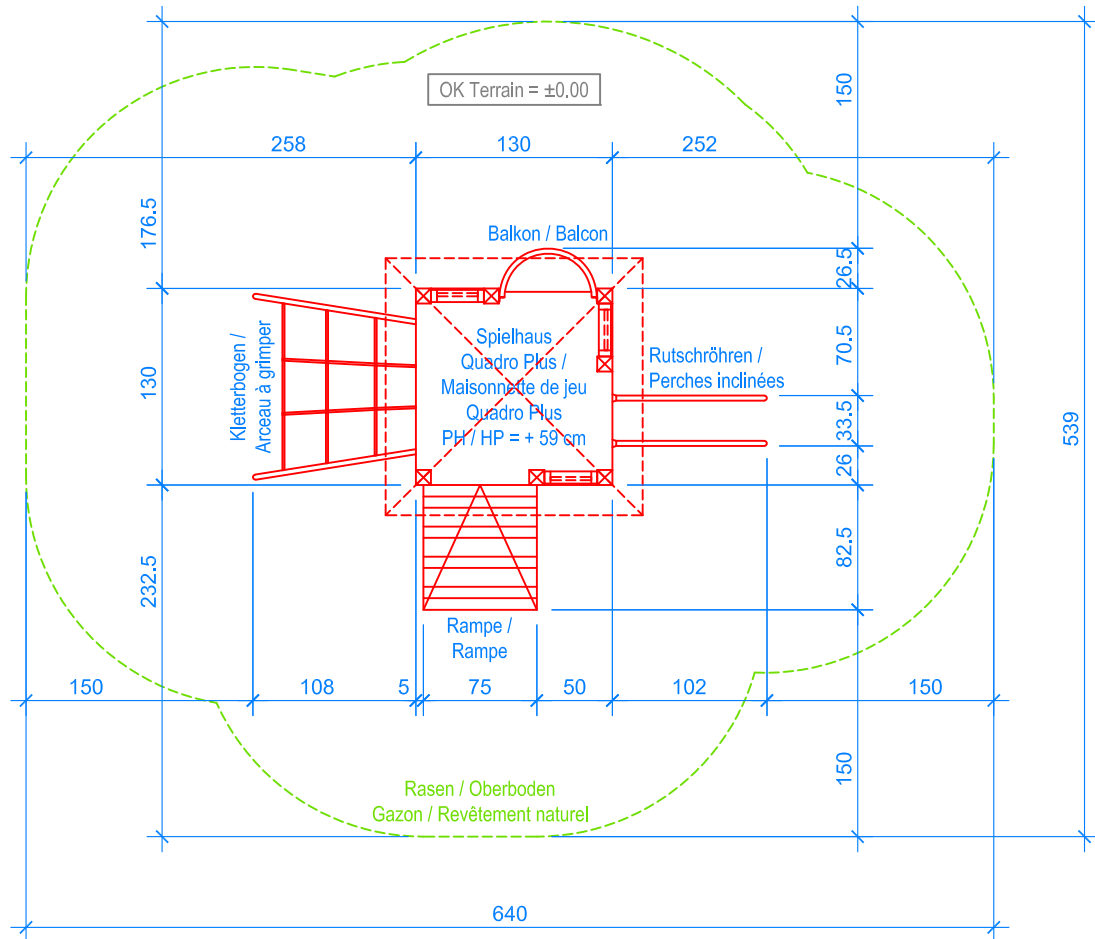 OK Terrain = ±0.00
150
258
130
252
176.5
Balkon / Balcon
26.5
Spielhaus
Quadro Plus /
Maisonnette de jeu
Quadro Plus
PH / HP = + 59 cm
Kletterbogen /
Arceau à grimper
130
Rutschröhren /
Perches inclinées
70.5
33.5
26
539
232.5
82.5
Rampe /
Rampe
150
108
5
75
50
102
150
150
Rasen / Oberboden
Gazon / Revêtement naturel
640